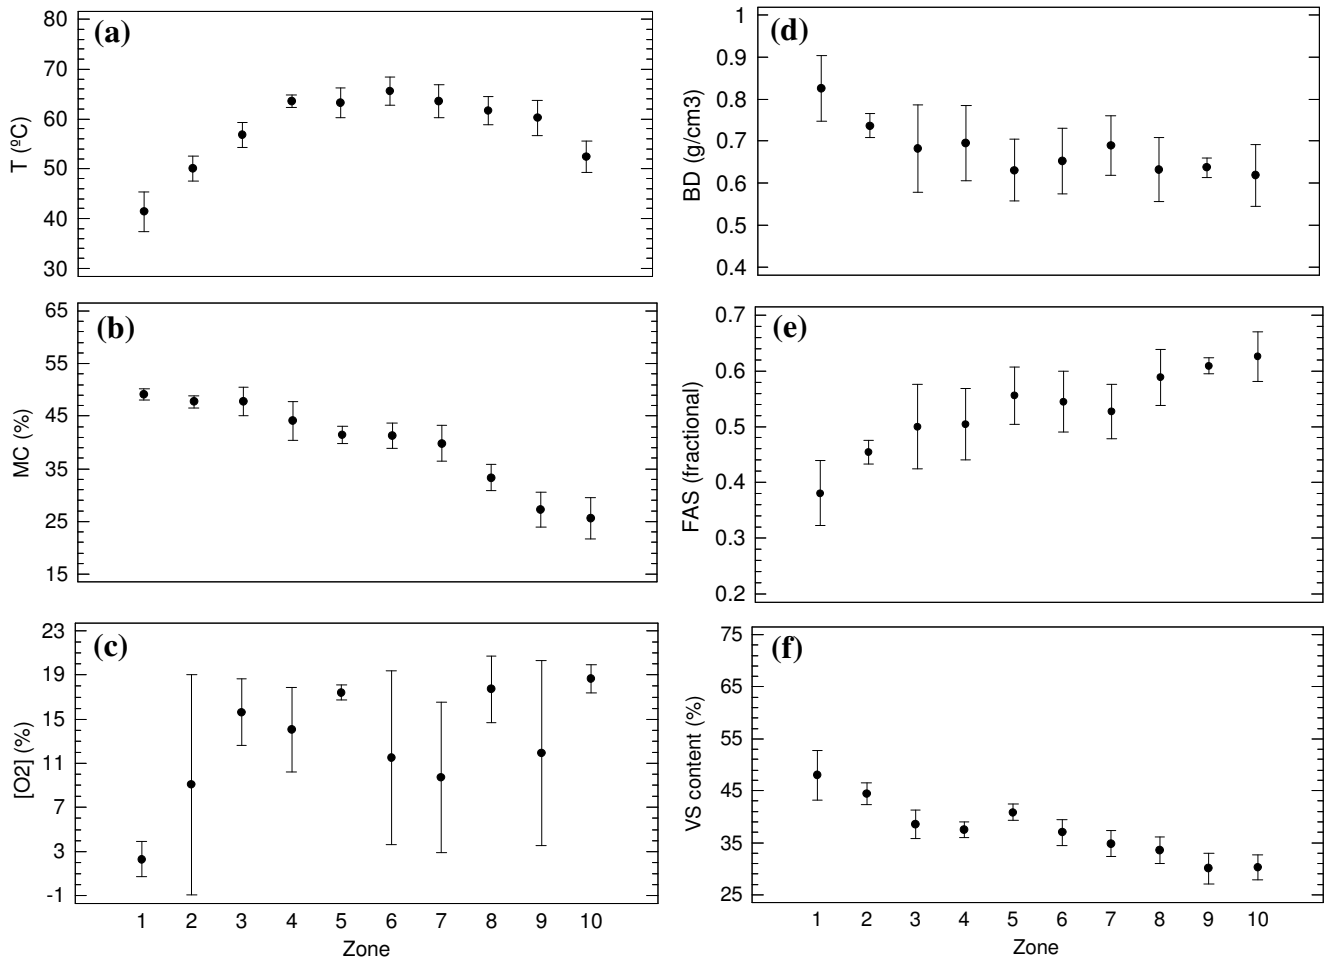 (a)
T (ºC)
80
70
60
50
40
30
(b)
MC (%)
65
55
45
35
25
15
(c)
[O2] (%)
23
19
15
11
7
3
-1
1 2 3 4 5 6 7 8 9 10
Zone
(d)
BD (g/cm3)
1
0.9
0.8
0.7
0.6
0.5
0.4
(e)
FAS (fractional)
0.7
0.6
0.5
0.4
0.3
0.2
(f)
VS content (%)
75
65
55
45
35
25
1 2 3 4 5 6 7 8 9 10
Zone